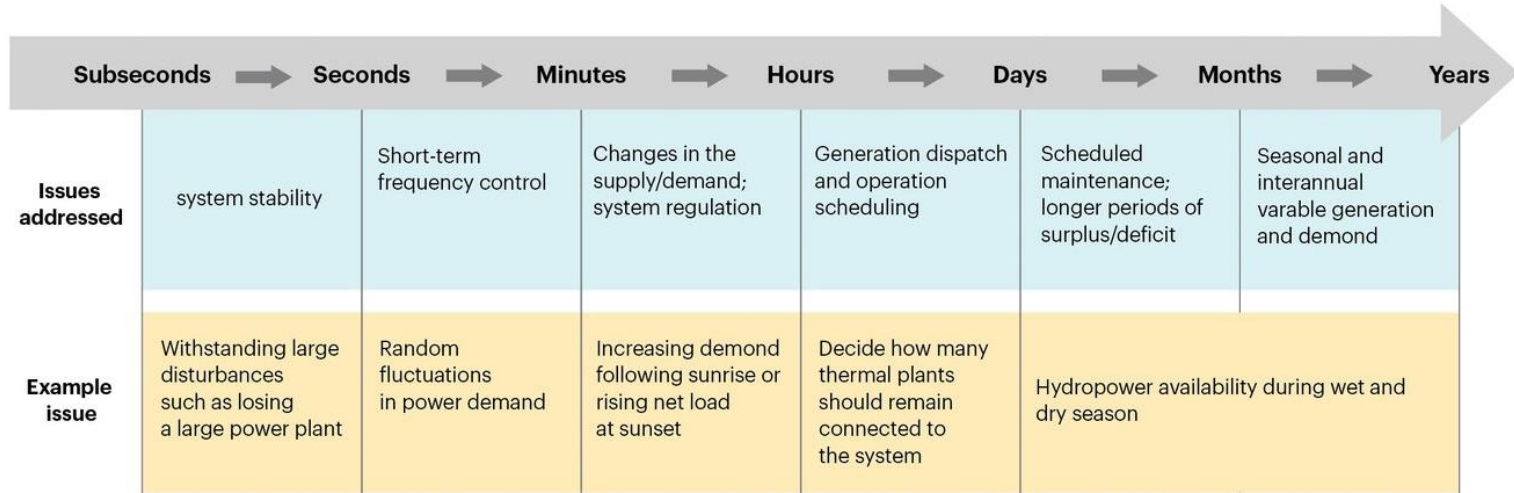 Subseconds Seconds Minutes Hours Days Months Years
Issues
addressed
system stability
Short-term
frequency control
Changes in the
supply/demand;
system regulation
Generation dispatch
and operation
scheduling
Scheduled
maintenance;
longer periods of
surplus/deficit
Seasonal and
interannual
varable generation
and demond
Example
issue
Withstanding large
disturbances
such as losing
a large power plant
Random
fluctuations
in power demand
Increasing demond
following sunrise or
rising net load
at sunset
Decide how many
thermal plants
should remain
connected to
the system
Hydropower availability during wet and
dry season